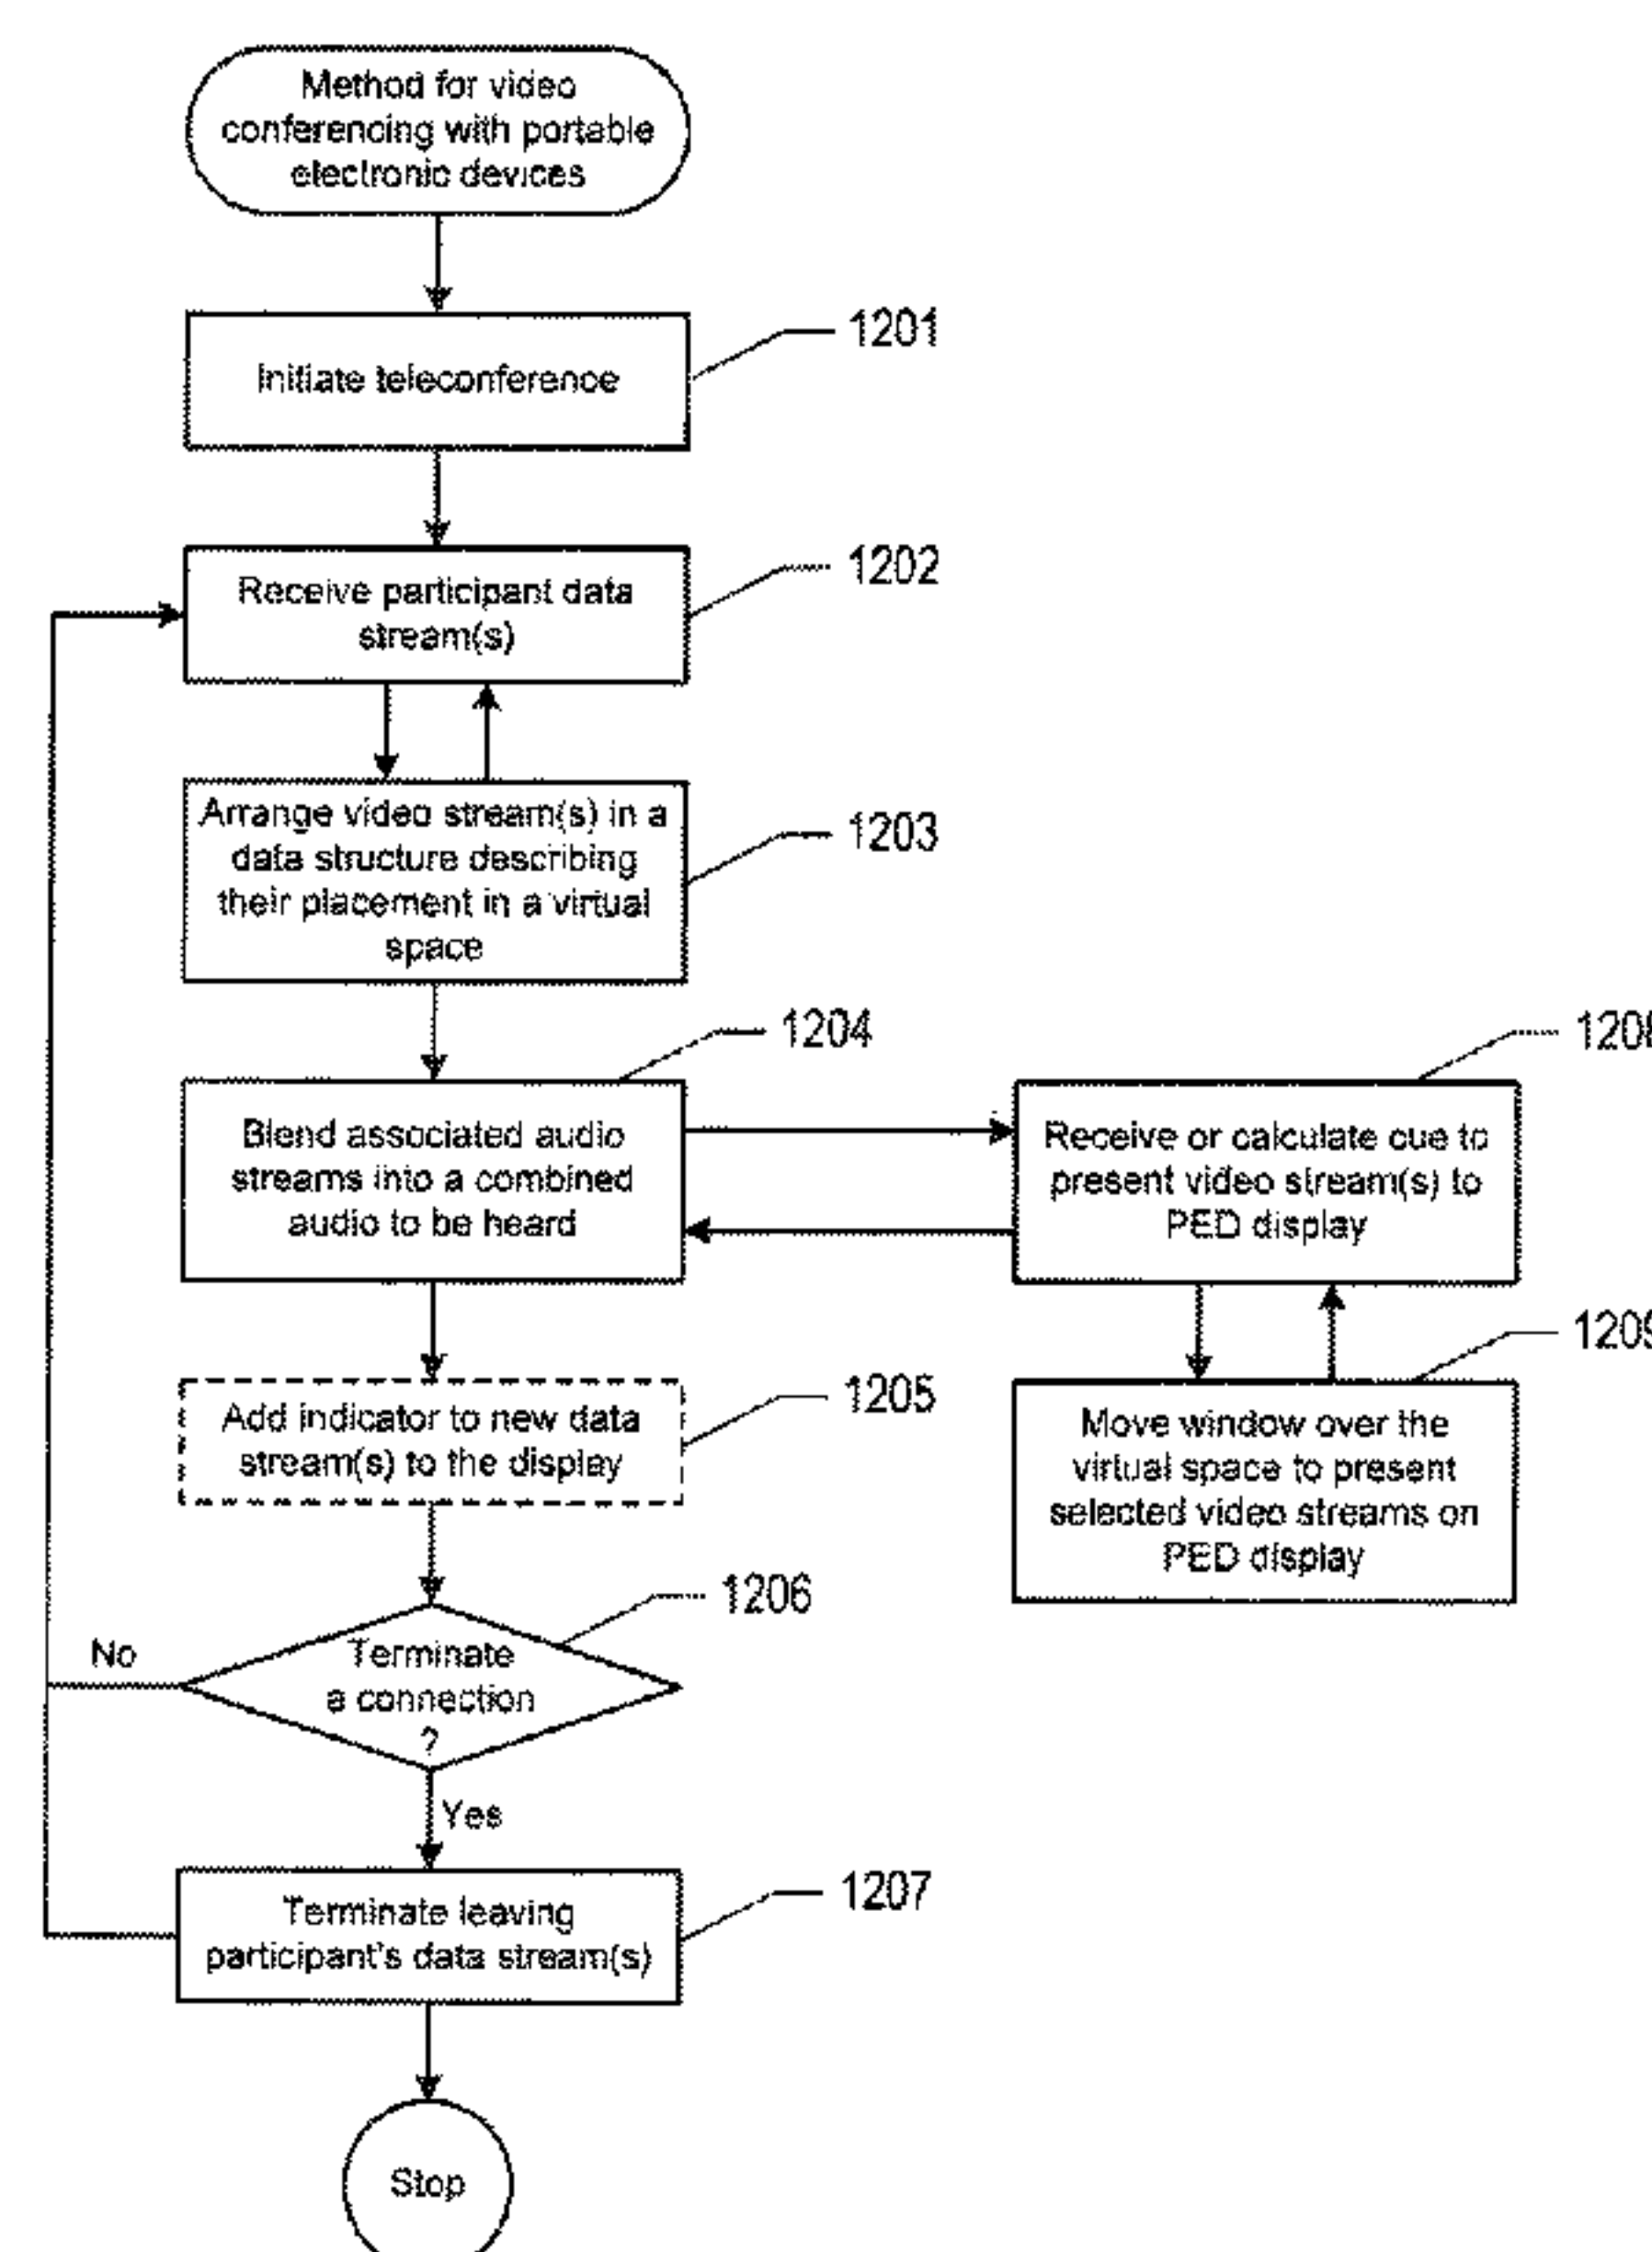 Method for video
conferencing with portable
electronic devices
1201
Initiate teleconference
1202
Receive participant data
stream(s)
1203
Arrange video stream(s) in a
data structure describing
their placement in a virtual
space
1204
Blend associated audio
streams into a combined
audio to be heard
1208
Receive or calculate cue to
present video stream(s) to
PED display
1209
Move window over the
virtual space to present
selected video streams on
PED display
1205
Add indicator to new data
stream(s) to the display
1206
No
Terminate
a connection
?
Yes
1207
Terminate leaving
participant's data stream(s)
Stop